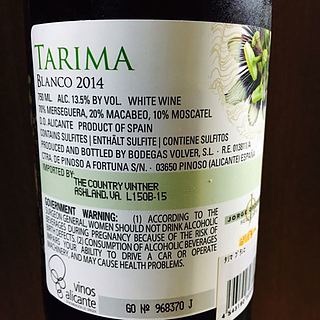 TARIMA
BLANCO 2014
750 ML. ALC. 13.5% BY VOL. WHITE WINE
70% MERSEGUERA, 20% MACABEO, 10% MOSCATEL
D.O. ALICANTE PRODUCT OF SPAIN
CONTAINS SULFITES | ENTHÄLT SULFITE | CONTIENE SULFITOS
PRODUCED AND BOTTLED BY BODEGAS VOLVER, S.L. - R.E.
CTRA. DE PINOSO A FORTUNA S/N. - 03650 PINOSO (ALICANTE) ESPAÑA
IMPORTED BY:
THE COUNTRY VINTNER
ASHLAND, VA. L150B-15
GOVERNMENT WARNING: (1) ACCORDING TO THE
SURGEON GENERAL, WOMEN SHOULD NOT DRINK ALCOHOLIC
BEVERAGES DURING PREGNANCY BECAUSE OF THE RISK OF
BIRTH DEFECTS. (2) CONSUMPTION OF ALCOHOLIC BEVERAGES
IMPAIRS YOUR ABILITY TO DRIVE A CAR OR OPERATE
MACHINERY, AND MAY CAUSE HEALTH PROBLEMS.
JORGE
vinos
alicante
GO Nº 968370 J